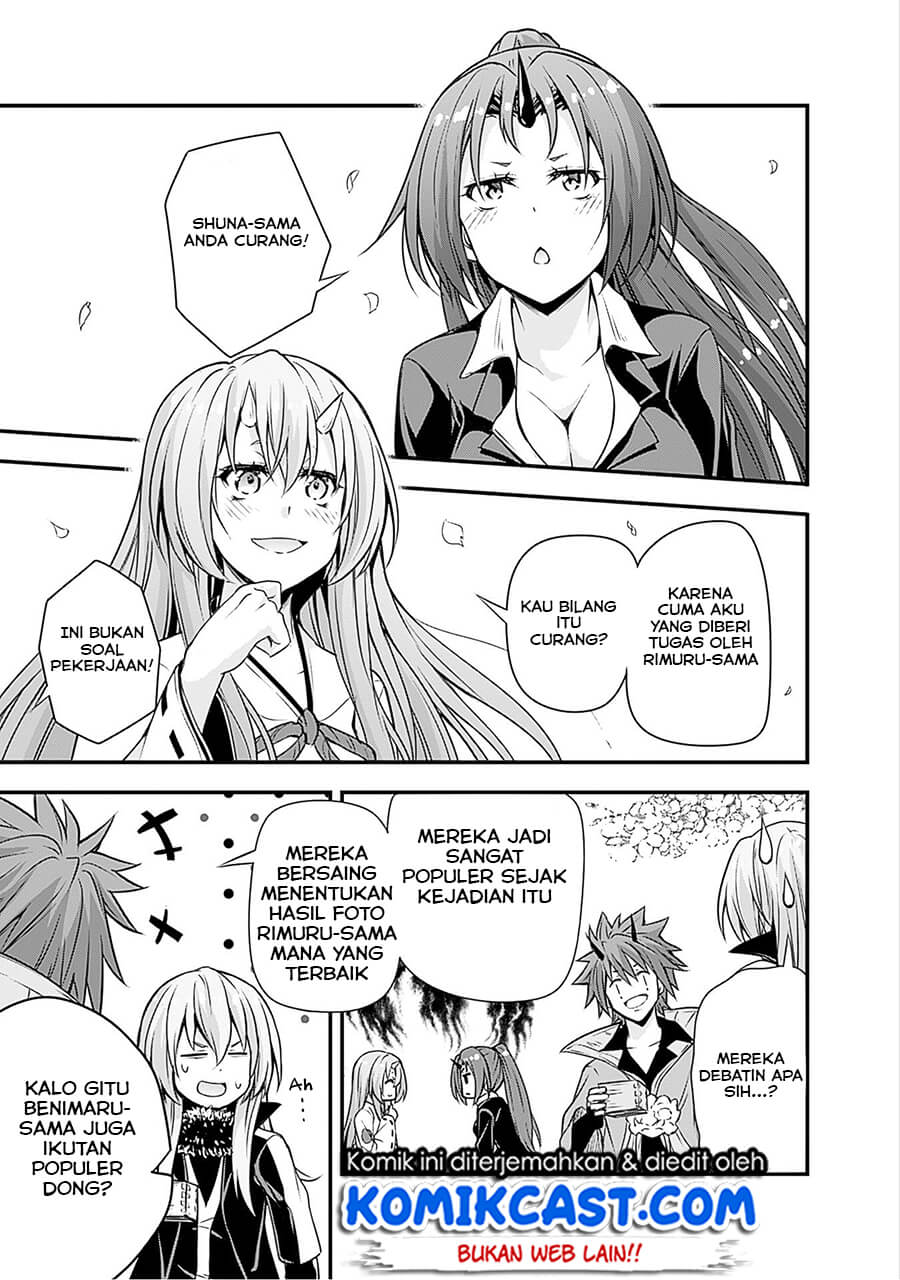 SHUNA-SAMA
ANDA CURANG!
KARENA
CUMA AKU
YANG DIBERI
TUGAS OLEH
RIMURU-SAMA
KAU BILANG
ITU
CURANG?
INI BUKAN
SOAL
PEKERJAAN!
MEREKA
DEBATIN APA
SIH...?
MEREKA JADI
SANGAT
POPULER SEJAK
KEJADIAN ITU
MEREKA
BERSAING
MENENTUKAN
HASIL FOTO
RIMURU-SAMA
MANA YANG
TERBAIK
Ah
KALO GITU
BENIMARU-
SAMA JUGA
IKUTAN
POPULER
DONG?
Komik ini diterjemahkan & diedit oleh
KOMIKCAST.COM
BUKAN WEB LAIN!!